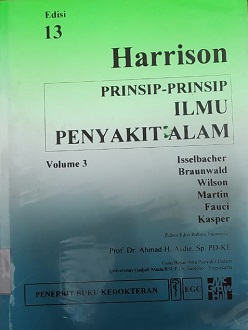 Edisi
13
Harrison
PRINSIP-PRINSIP
ILMU
PENYAKIT ALAM
Volume 3
Isselbacher
Braunwald
Wilson
Martin
Fauci
Kasper
Prof. Dr. Ahmad H. Asdie, Sp. PD-KE
PENERBIT BUKU KEDOKTERAN
EGC